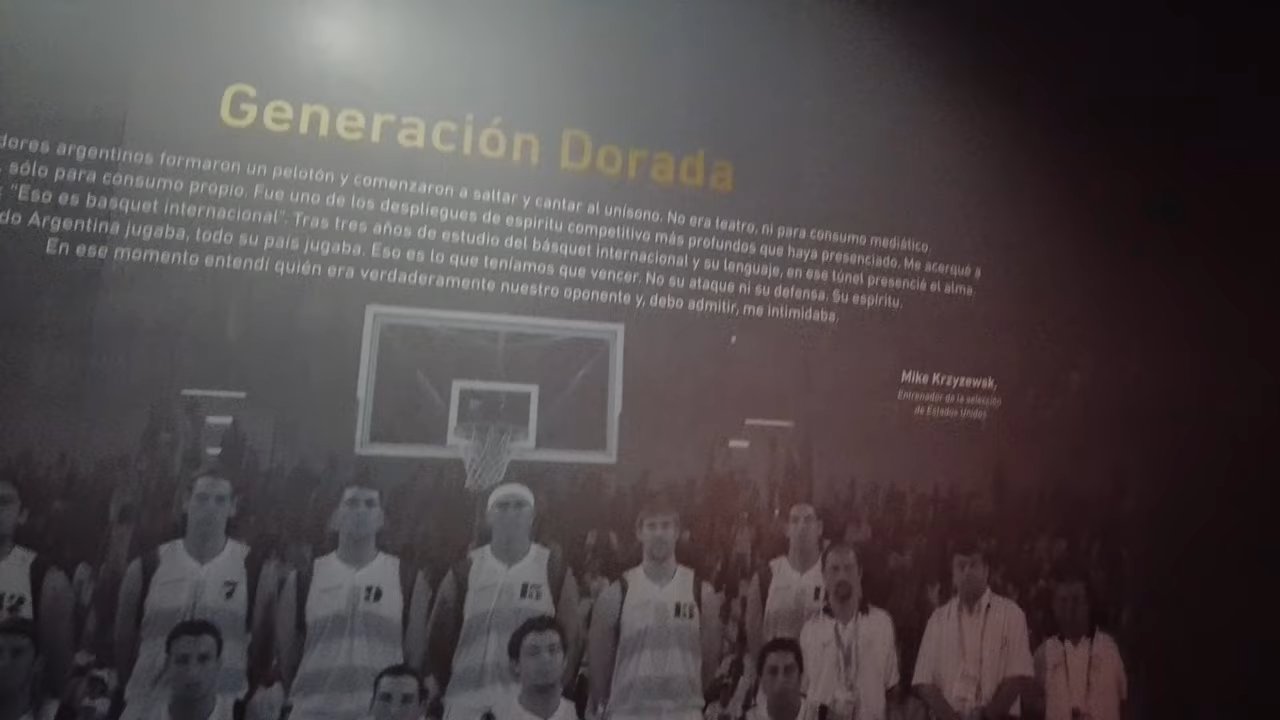 Generación Dorada
dores argentinos formaron un pelotón y comenzaron a saltar y cantar al unísono. No era teatro, ni para consumo mediático,
sólo para consumo propio. Fue uno de los despliegues de espiritu competitivo más profundos que haya presenciado. Me acerqué a
"Eso es basquet internacional". Tras tres años de estudio del básquet internacional y su lenguaje, en ese túnel presencié el alma.
do Argentina jugaba, todo su país jugaba. Eso es lo que teníamos que vencer. No su ataque ni su defensa. Su espíritu.
En ese momento entendí quién era verdaderamente nuestro oponente y, debo admitir, me intimidaba.
Mike Krzyzewsk,
Entrenador de la selección
de Estados Unidos
7
9
15